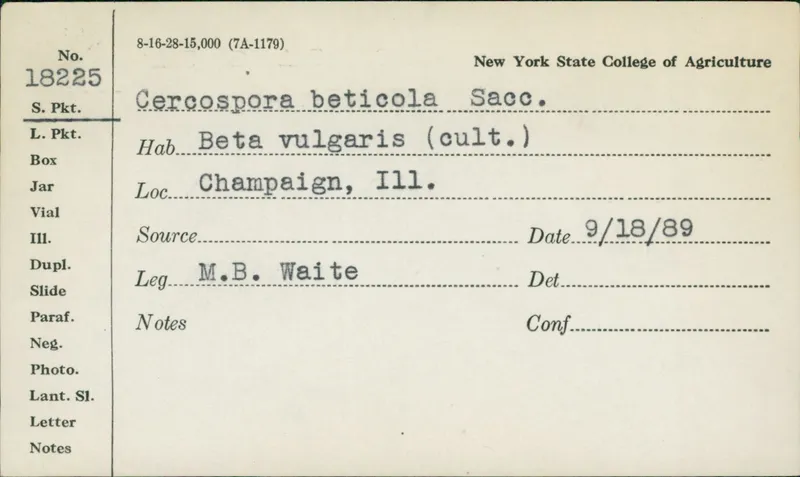 8-16-28-15,000 (7A-1179)
New York State College of Agriculture
No.
18225
S. Pkt.
L. Pkt.
Box
Jar
Vial
Ill.
Dupl.
Slide
Paraf.
Neg.
Photo.
Lant. Sl.
Letter
Notes
Cercospora beticola Sacc.
Hab Beta vulgaris (cult.)
Loc Champaign, Ill.
Source Date 9/18/89
Leg M.B. Waite Det
Notes Conf